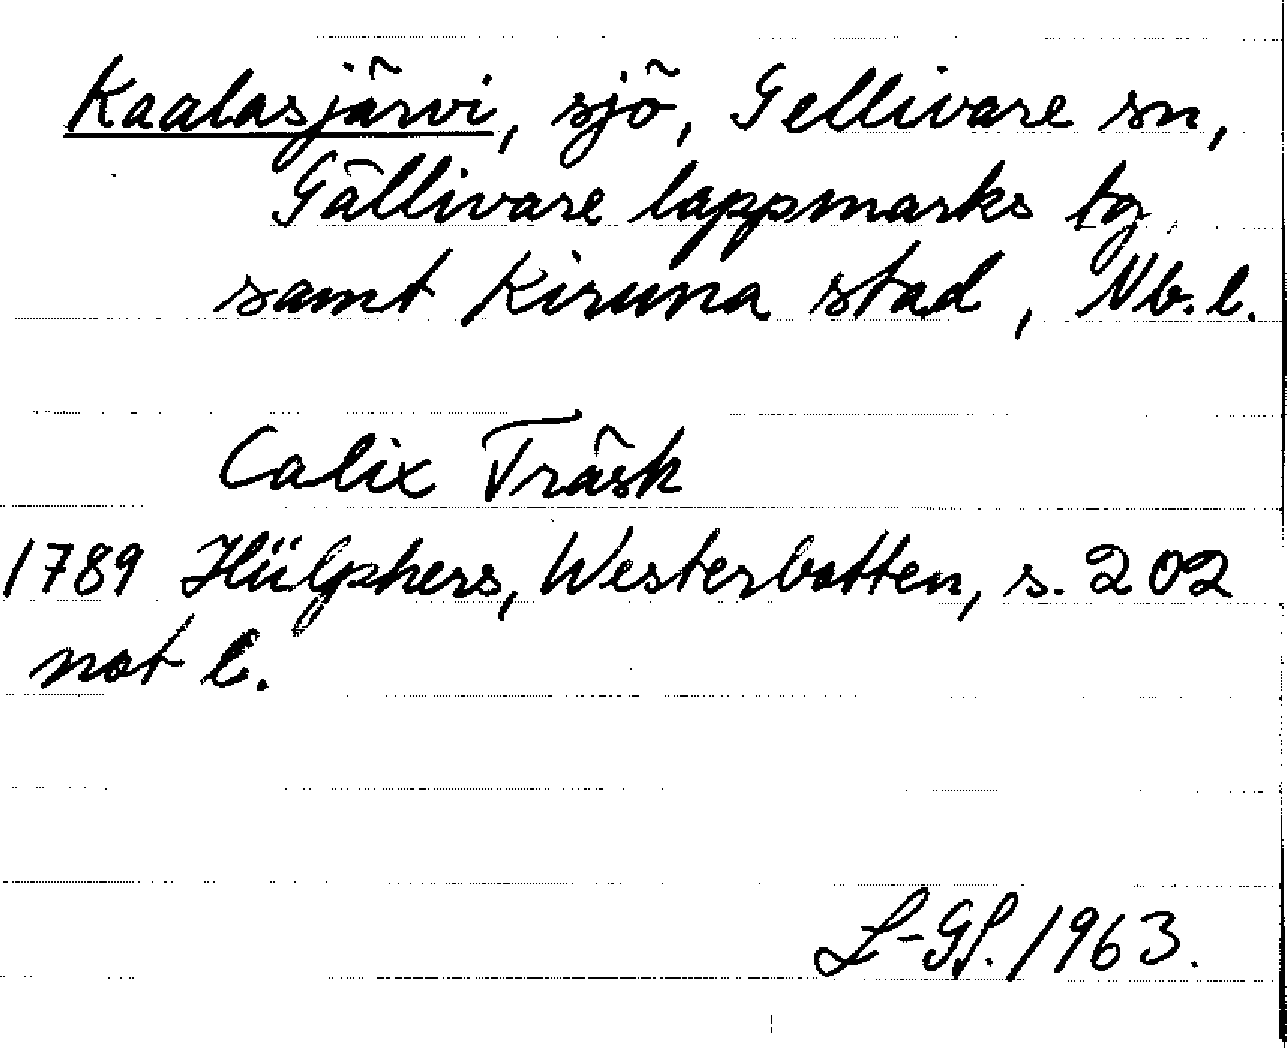 Kaalasjärvi, sjö, Gellivare sn,
Gällivare lappmarks tg
samt Kiruna stad, Nb. l.
Calix Träsk
1789 Hülphers, Westerbotten, s. 202
not l.
L-GL. /1963.